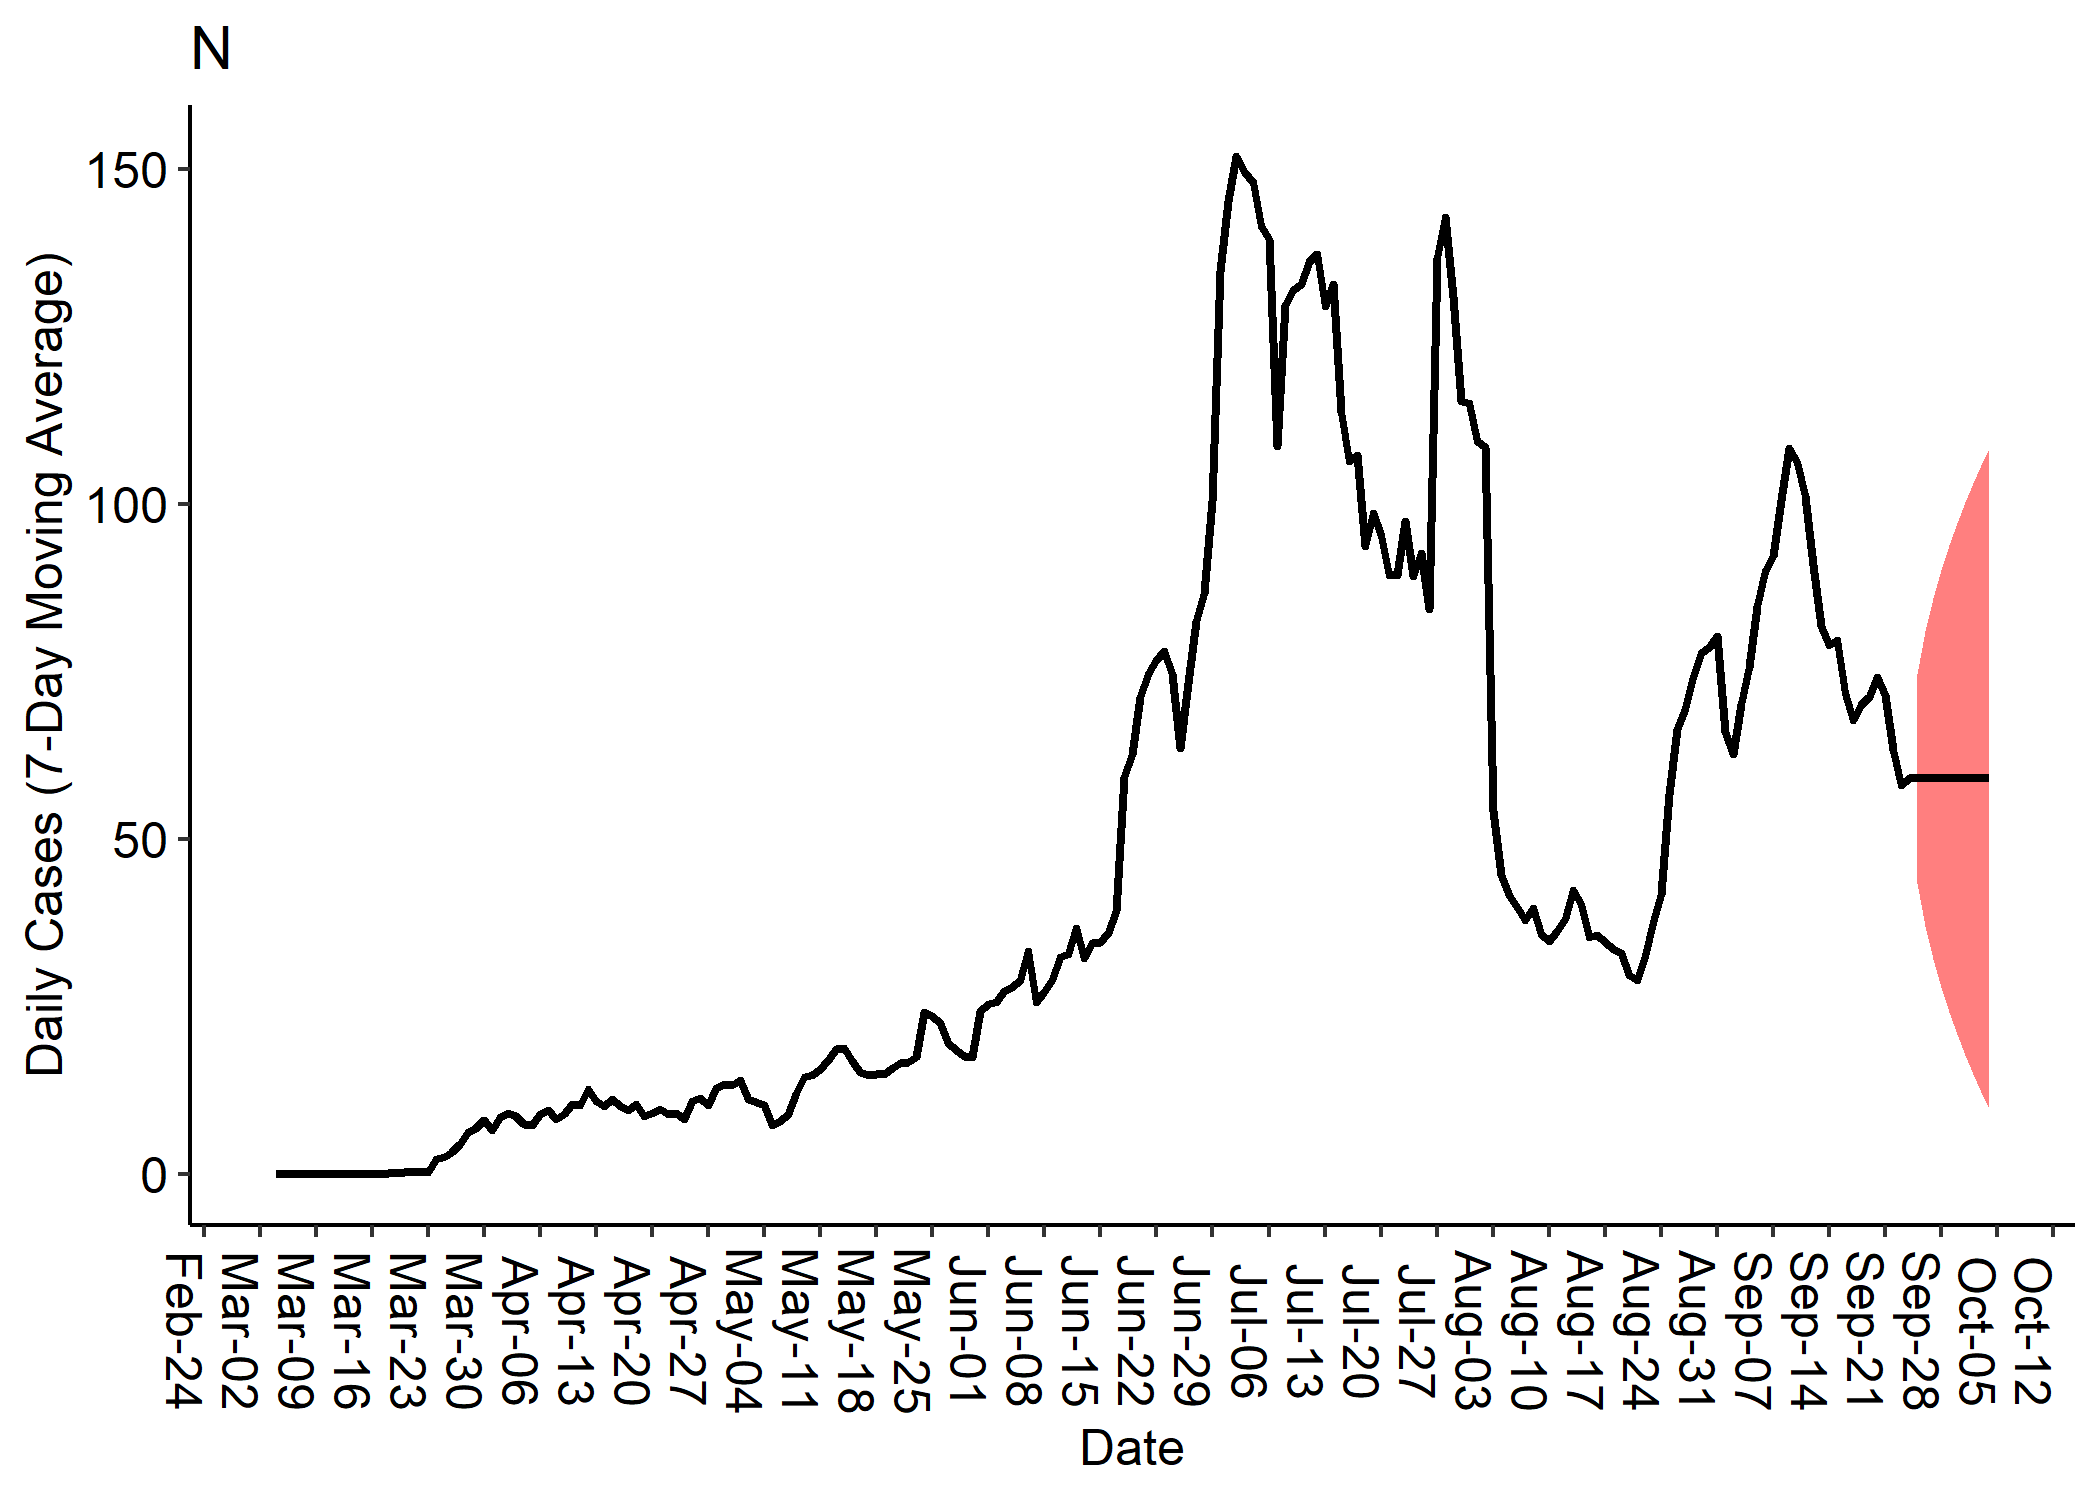 N
Daily Cases (7-Day Moving Average)
150
100
50
0
Feb-24
Mar-02
Mar-09
Mar-16
Mar-23
Mar-30
Apr-06
Apr-13
Apr-20
Apr-27
May-04
May-11
May-18
May-25
Jun-01
Jun-08
Jun-15
Jun-22
Jun-29
Jul-06
Jul-13
Jul-20
Jul-27
Aug-03
Aug-10
Aug-17
Aug-24
Aug-31
Sep-07
Sep-14
Sep-21
Sep-28
Oct-05
Oct-12
Date